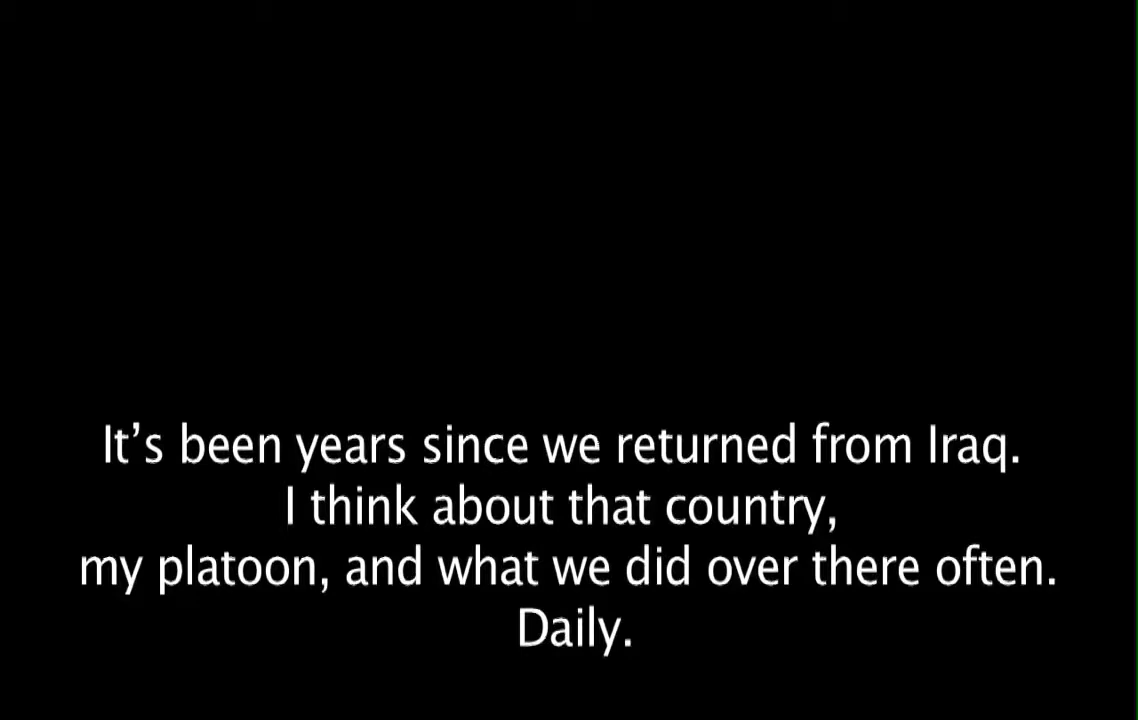 It’s been years since we returned from Iraq.
I think about that country,
my platoon, and what we did over there often.
Daily.